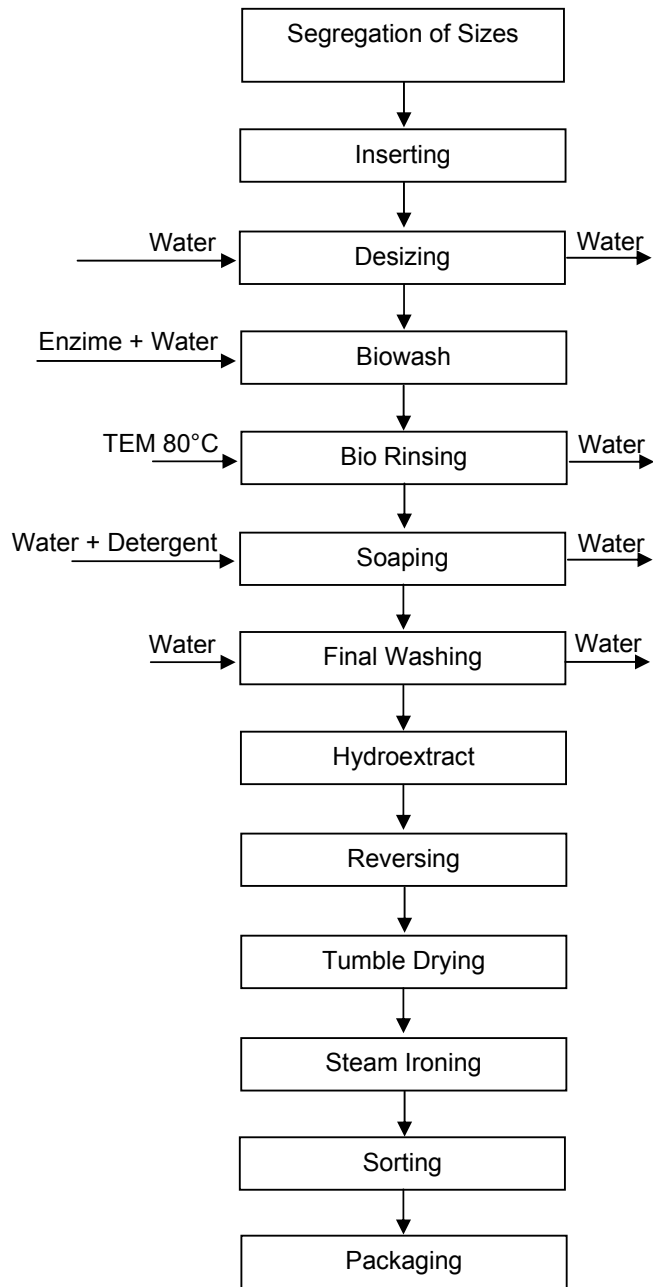 Segregation of Sizes
Inserting
Water
Desizing
Water
Enzime + Water
Biowash
TEM 80°C
Bio Rinsing
Water
Water + Detergent
Soaping
Water
Water
Final Washing
Water
Hydroextract
Reversing
Tumble Drying
Steam Ironing
Sorting
Packaging